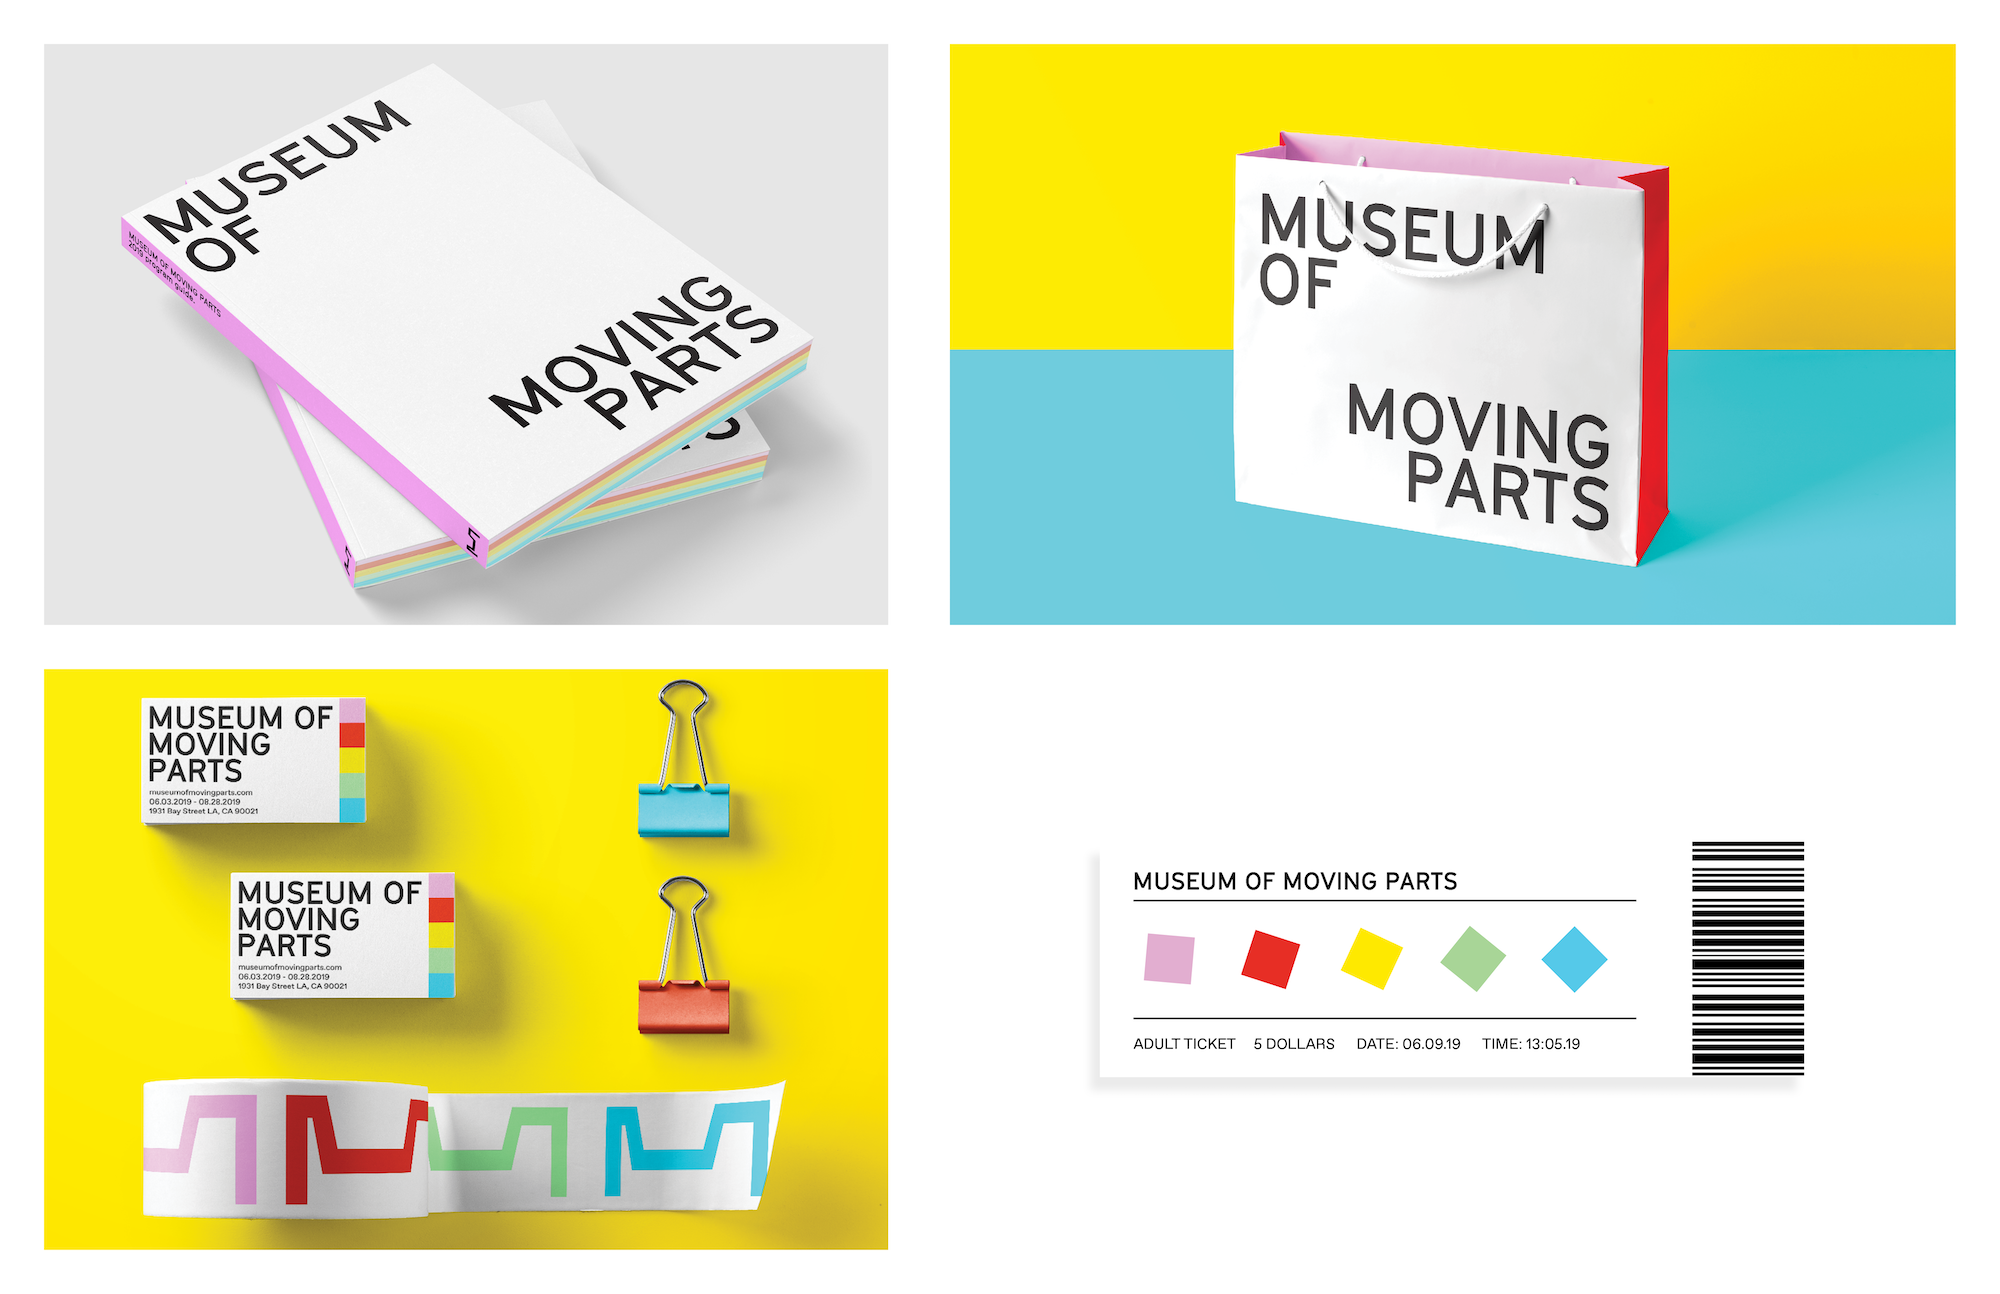 MUSEUM
OF
MOVING
PARTS
MUSEUM OF MOVING PARTS
2019 program guide.
MUSEUM
OF
MOVING
PARTS
MUSEUM OF
MOVING
PARTS
museumofmovingparts.com
06.03.2019 - 08.28.2019
1931 Bay Street LA, CA 90021
MUSEUM OF
MOVING
PARTS
museumofmovingparts.com
06.03.2019 - 08.28.2019
1931 Bay Street LA, CA 90021
MUSEUM OF MOVING PARTS
ADULT TICKET 5 DOLLARS DATE: 06.09.19 TIME: 13:05.19